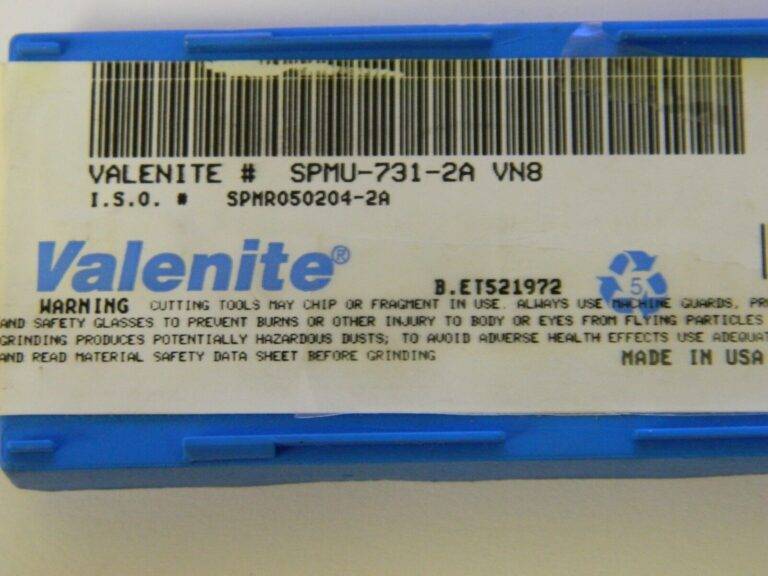 VALENITE # SPMU-731-2A VN8
I.S.O. # SPMR050204-2A
Valenite®
B.ET521972
5
WARNING CUTTING TOOLS MAY CHIP OR FRAGMENT IN USE. ALWAYS USE MACHINE GUARDS, PR
AND SAFETY GLASSES TO PREVENT BURNS OR OTHER INJURY TO BODY OR EYES FROM FLYING PARTICLES
GRINDING PRODUCES POTENTIALLY HAZARDOUS DUSTS; TO AVOID ADVERSE HEALTH EFFECTS USE ADEQUAT
AND READ MATERIAL SAFETY DATA SHEET BEFORE GRINDING
MADE IN USA